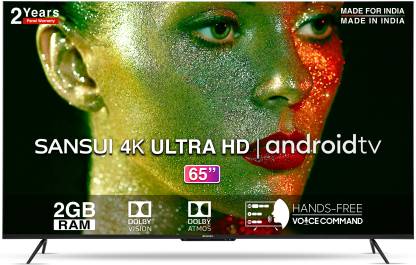 2 Years
Panel Warranty
MADE FOR INDIA
MADE IN INDIA
SANSUI 4K ULTRA HD | androidtv
65”
2GB
RAM
DOLBY
VISION
DOLBY
ATMOS
HANDS-FREE
VOICE COMMAND